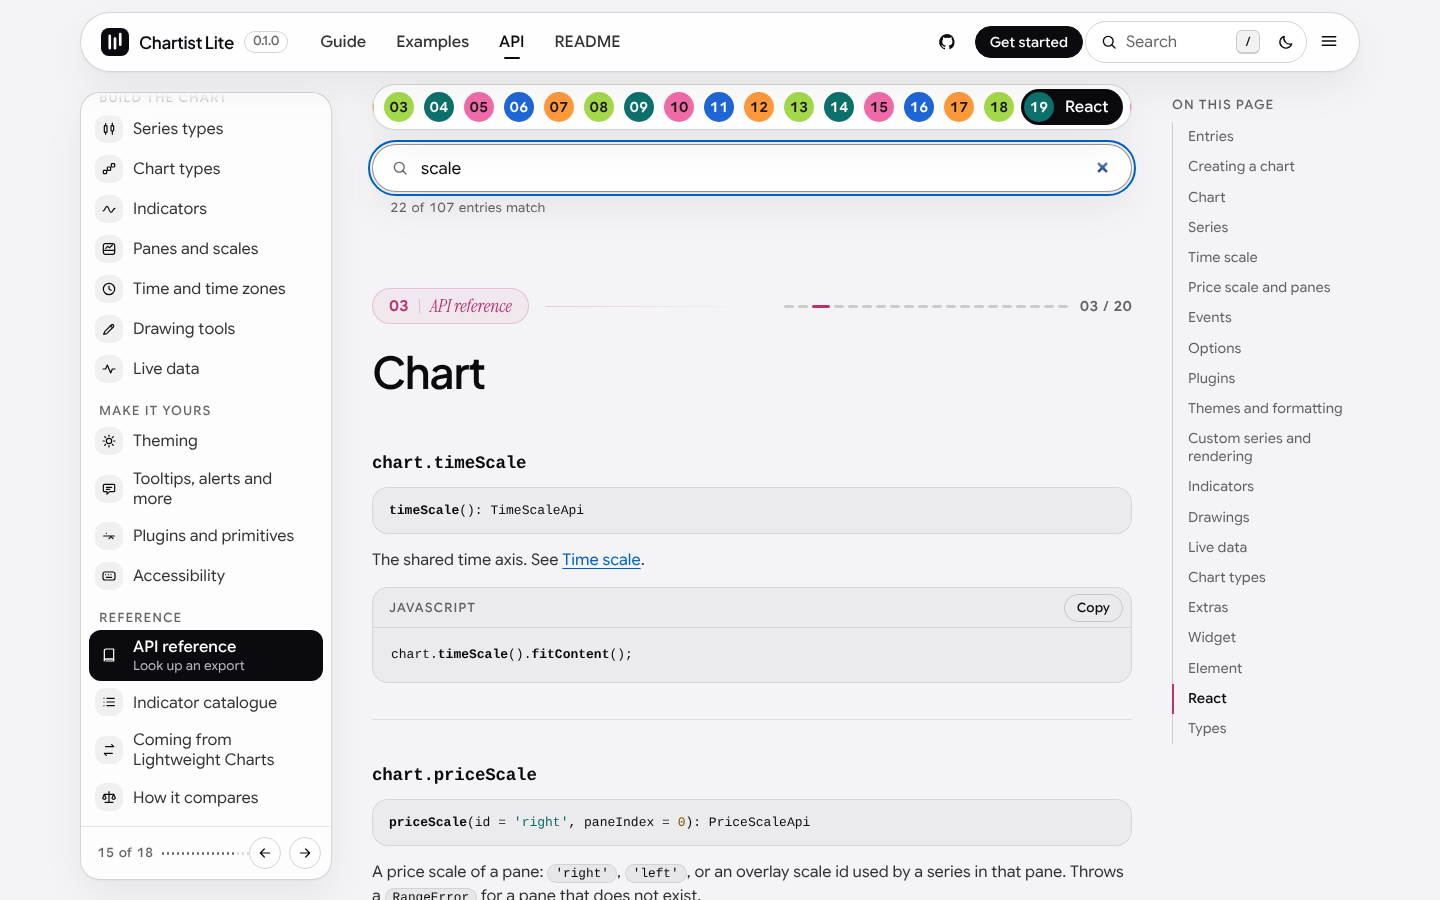 Chartist Lite 0.1.0 Guide Examples API README Get started Search /
BUILD THE CHART
Series types
Chart types
Indicators
Panes and scales
Time and time zones
Drawing tools
Live data
MAKE IT YOURS
Theming
Tooltips, alerts and
more
Plugins and primitives
Accessibility
REFERENCE
API reference
Look up an export
Indicator catalogue
Coming from
Lightweight Charts
How it compares
15 of 18
03 04 05 06 07 08 09 10 11 12 13 14 15 16 17 18 19 React
scale
22 of 107 entries match
03 API reference 03 / 20
Chart
chart.timeScale
timeScale(): TimeScaleApi
The shared time axis. See Time scale.
JAVASCRIPT Copy
chart.timeScale().fitContent();
chart.priceScale
priceScale(id = 'right', paneIndex = 0): PriceScaleApi
A price scale of a pane: 'right', 'left', or an overlay scale id used by a series in that pane. Throws
a RangeError for a pane that does not exist.
ON THIS PAGE
Entries
Creating a chart
Chart
Series
Time scale
Price scale and panes
Events
Options
Plugins
Themes and formatting
Custom series and
rendering
Indicators
Drawings
Live data
Chart types
Extras
Widget
Element
React
Types